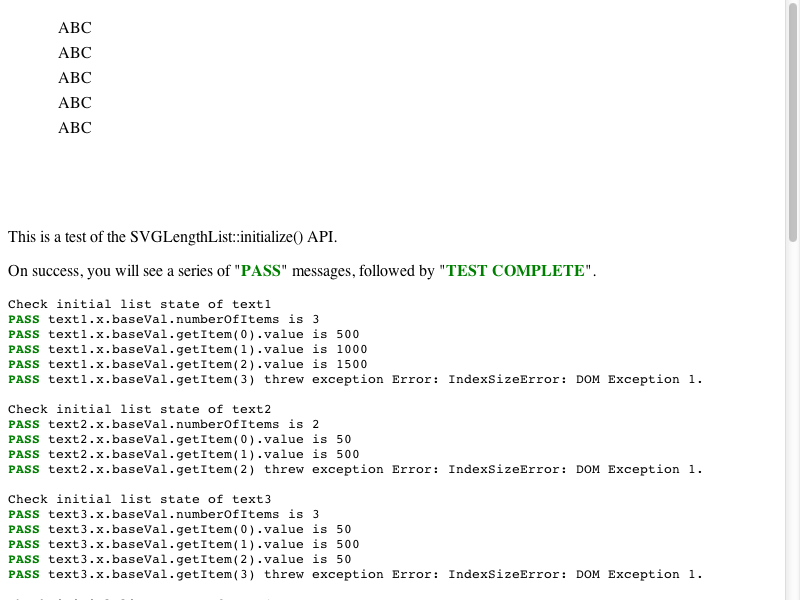 ABC
ABC
ABC
ABC
ABC
This is a test of the SVGLengthList::initialize() API.
On success, you will see a series of "PASS" messages, followed by "TEST COMPLETE".
Check initial list state of text1
PASS text1.x.baseVal.numberOfItems is 3
PASS text1.x.baseVal.getItem(0).value is 500
PASS text1.x.baseVal.getItem(1).value is 1000
PASS text1.x.baseVal.getItem(2).value is 1500
PASS text1.x.baseVal.getItem(3) threw exception Error: IndexSizeError: DOM Exception 1.
Check initial list state of text2
PASS text2.x.baseVal.numberOfItems is 2
PASS text2.x.baseVal.getItem(0).value is 50
PASS text2.x.baseVal.getItem(1).value is 500
PASS text2.x.baseVal.getItem(2) threw exception Error: IndexSizeError: DOM Exception 1.
Check initial list state of text3
PASS text3.x.baseVal.numberOfItems is 3
PASS text3.x.baseVal.getItem(0).value is 50
PASS text3.x.baseVal.getItem(1).value is 500
PASS text3.x.baseVal.getItem(2).value is 50
PASS text3.x.baseVal.getItem(3) threw exception Error: IndexSizeError: DOM Exception 1.